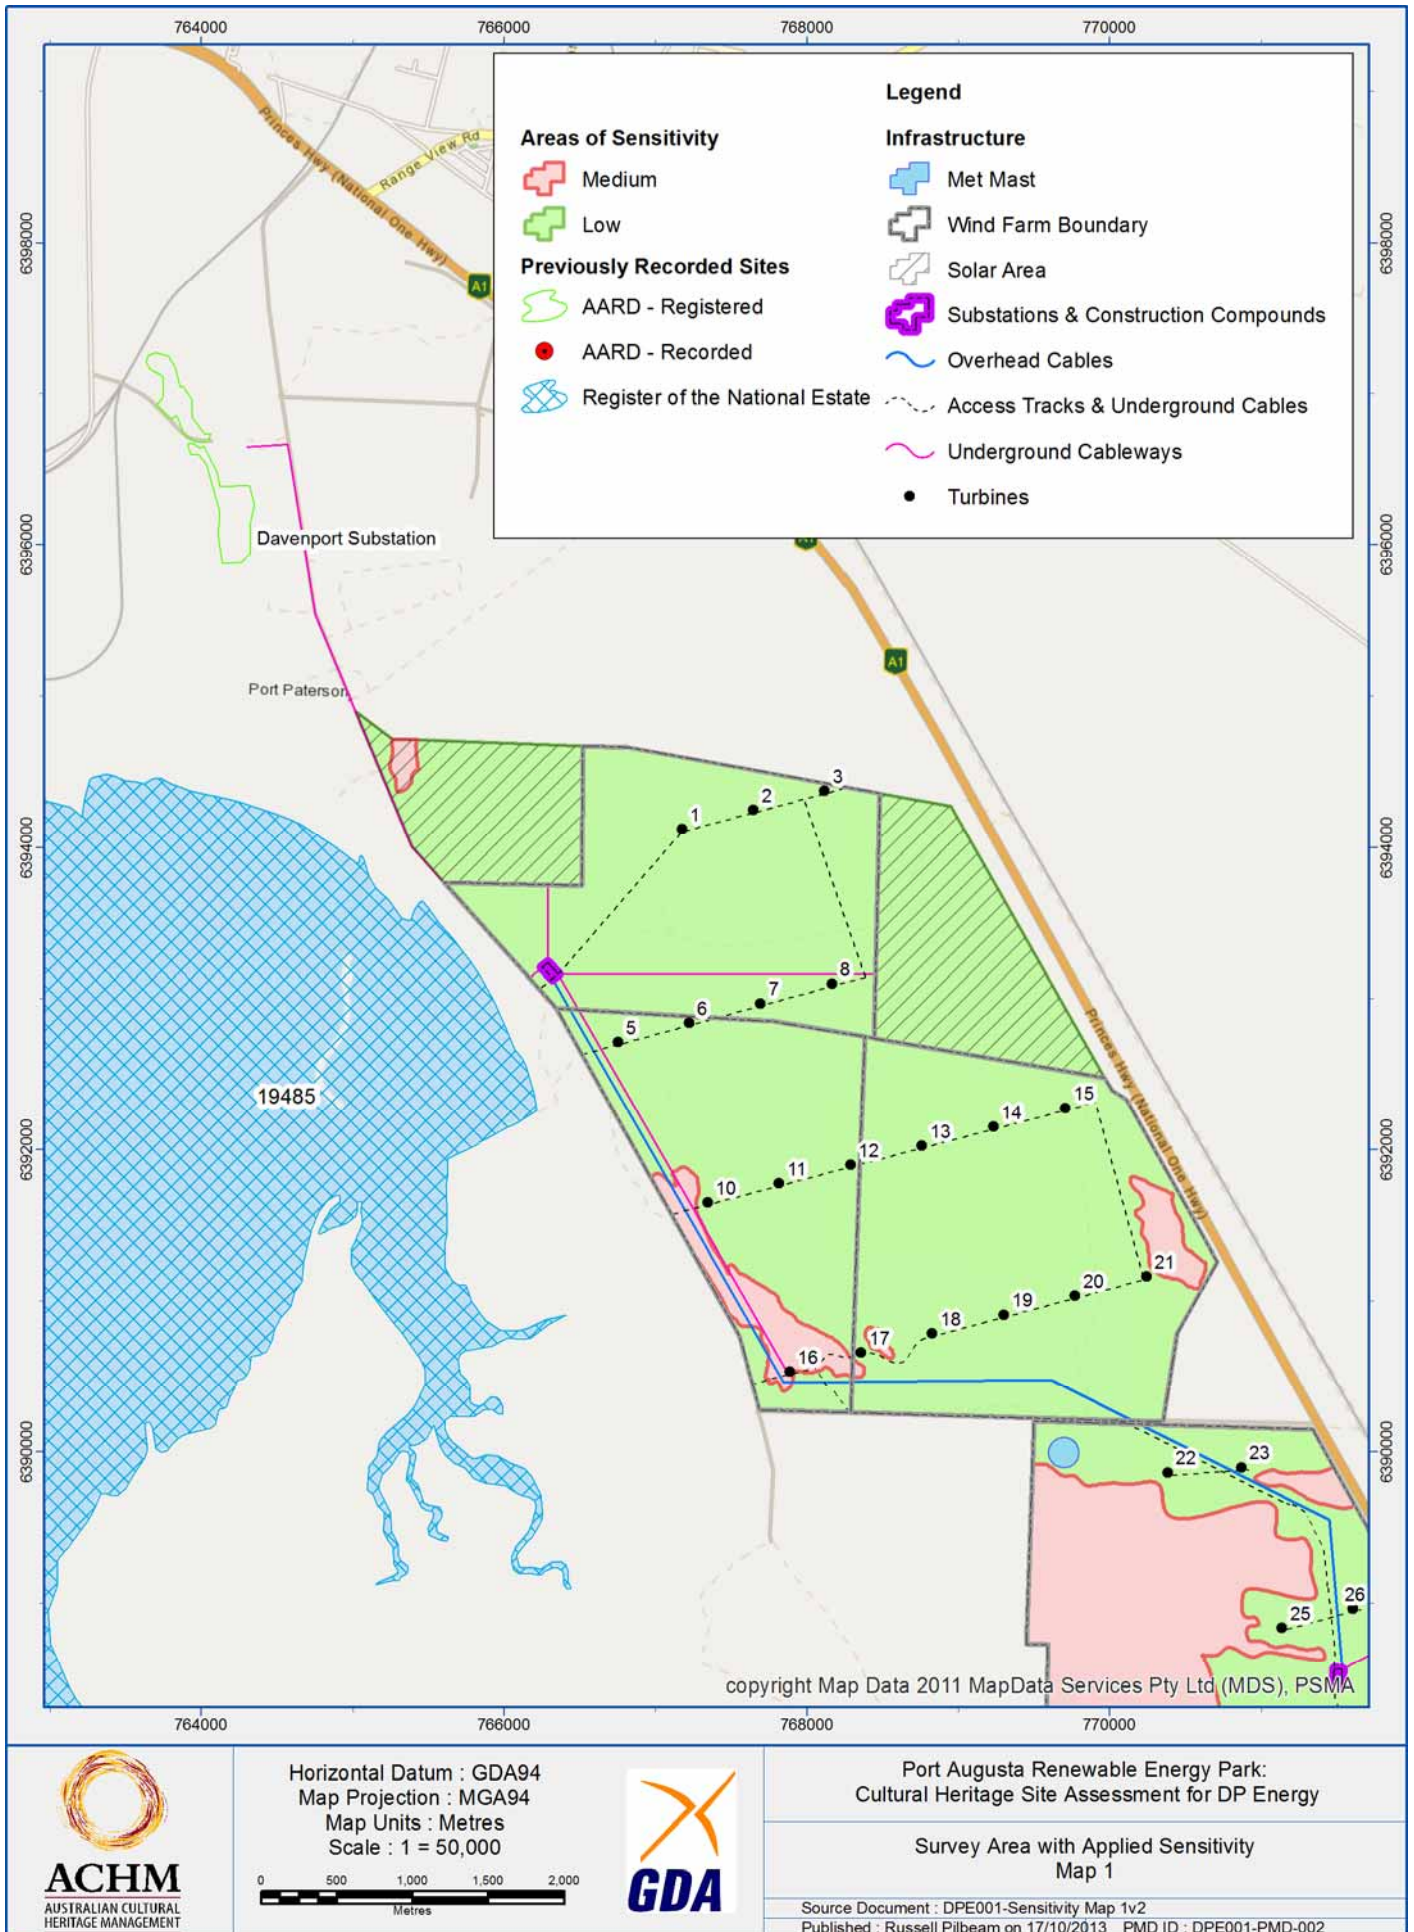 764000
766000
768000
770000
Legend
Areas of Sensitivity
Medium
Low
Previously Recorded Sites
AARD - Registered
AARD - Recorded
Register of the National Estate
Infrastructure
Met Mast
Wind Farm Boundary
Solar Area
Substations & Construction Compounds
Overhead Cables
Access Tracks & Underground Cables
Underground Cableways
Turbines
Princes Hwy (National One Hwy)
Range View Rd
A1
6398000
6398000
6396000
6396000
Davenport Substation
A1
A1
Port Paterson
6394000
6394000
3
2
1
8
7
6
5
Princes Hwy (National One Hwy)
19485
6392000
6392000
15
14
13
12
11
10
21
20
19
18
17
16
6390000
6390000
23
22
26
25
copyright Map Data 2011 MapData Services Pty Ltd (MDS), PSMA
764000
766000
768000
770000
ACHM
AUSTRALIAN CULTURAL
HERITAGE MANAGEMENT
Horizontal Datum : GDA94
Map Projection : MGA94
Map Units : Metres
Scale : 1 = 50,000
0 500 1,000 1,500 2,000
Metres
GDA
Port Augusta Renewable Energy Park:
Cultural Heritage Site Assessment for DP Energy
Survey Area with Applied Sensitivity
Map 1
Source Document : DPE001-Sensitivity Map 1v2
Published : Russell Pilbeam on 17/10/2013 PMD ID : DPE001-PMD-002